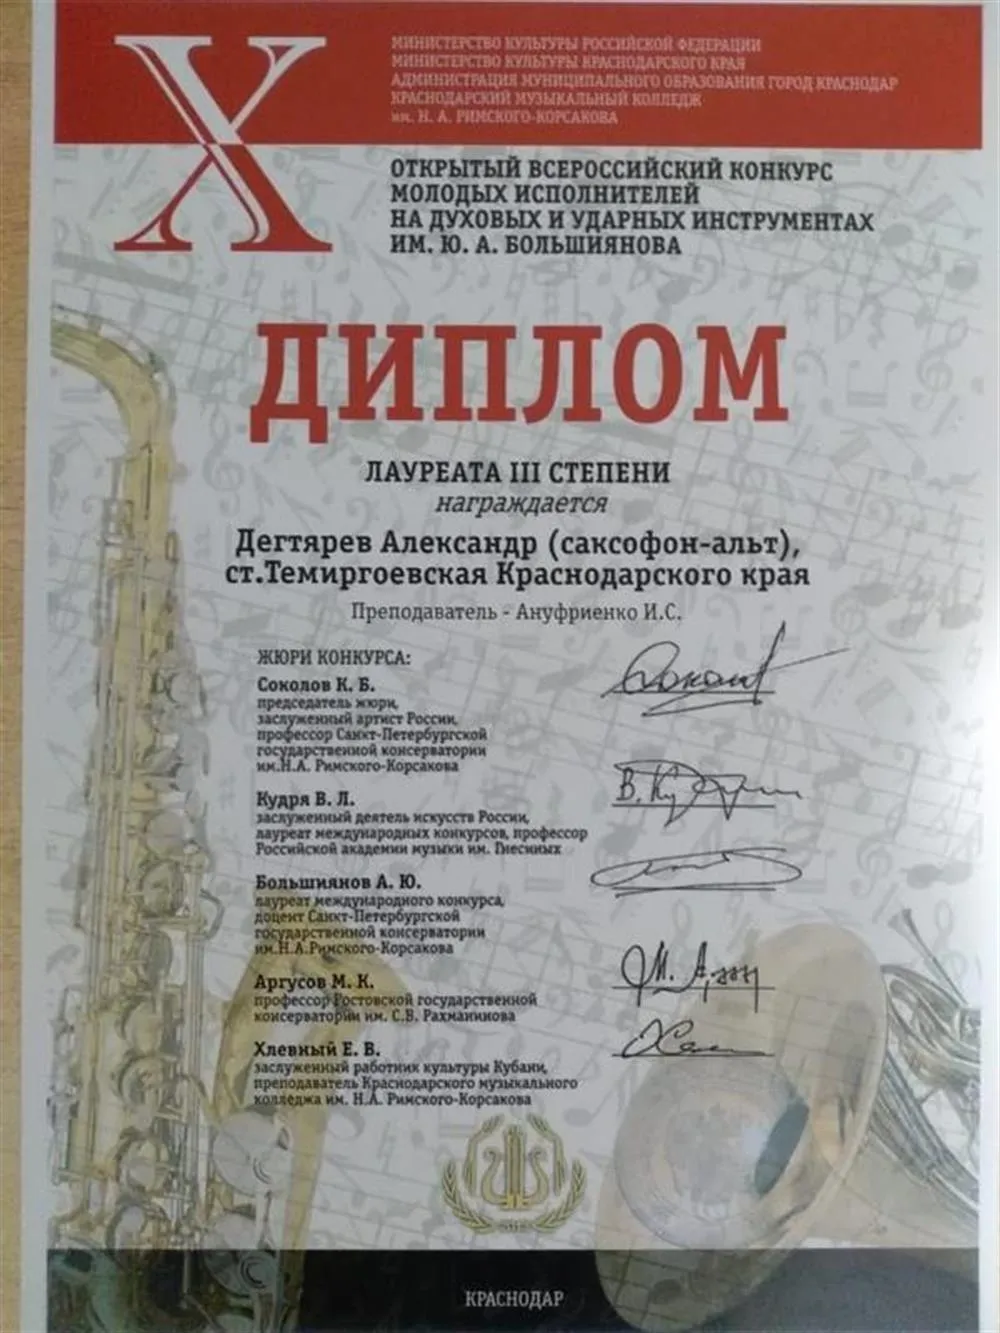 X
МИНИСТЕРСТВО КУЛЬТУРЫ РОССИЙСКОЙ ФЕДЕРАЦИИ
МИНИСТЕРСТВО КУЛЬТУРЫ КРАСНОДАРСКОГО КРАЯ
АДМИНИСТРАЦИЯ МУНИЦИПАЛЬНОГО ОБРАЗОВАНИЯ ГОРОД КРАСНОДАР
КРАСНОДАРСКИЙ МУЗЫКАЛЬНЫЙ КОЛЛЕДЖ
им. Н. А. РИМСКОГО-КОРСАКОВА
ОТКРЫТЫЙ ВСЕРОССИЙСКИЙ КОНКУРС
МОЛОДЫХ ИСПОЛНИТЕЛЕЙ
НА ДУХОВЫХ И УДАРНЫХ ИНСТРУМЕНТАХ
ИМ. Ю. А. БОЛЬШИЯНОВА
ДИПЛОМ
ЛАУРЕАТА III СТЕПЕНИ
награждается
Дегтярев Александр (саксофон-альт),
ст.Темиргоевская Краснодарского края
Преподаватель - Ануфриенко И.С.
ЖЮРИ КОНКУРСА:
Соколов К. Б.
председатель жюри,
заслуженный артист России,
профессор Санкт-Петербургской
государственной консерватории
им.Н.А. Римского-Корсакова
Кудря В. Л.
В. Ку
заслуженный деятель искусств России,
лауреат международных конкурсов, профессор
Российской академии музыки им. Гнесиных
Большиянов А. Ю.
лауреат международного конкурса,
доцент Санкт-Петербургской
государственной консерватории
им.Н.А.Римского-Корсакова
Аргусов М. К.
профессор Ростовской государственной
консерватории им. С.В. Рахманинова
Хлевный Е. В.
заслуженный работник культуры Кубани,
преподаватель Краснодарского музыкального
колледжа им. Н.А. Римского-Корсакова
КРАСНОДАР